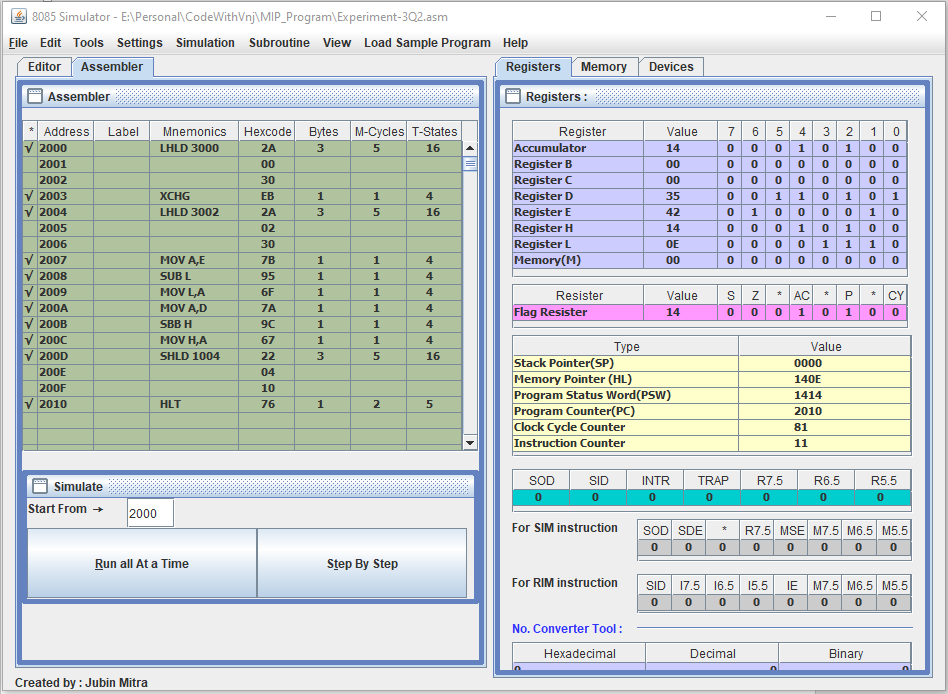 8085 Simulator - E:\Personal\CodeWithVnj\MIP_Program\Experiment-3Q2.asm
File Edit Tools Settings Simulation Subroutine View Load Sample Program Help
Editor Assembler
Assembler
* Address Label Mnemonics Hexcode Bytes M-Cycles T-States
√ 2000 LHLD 3000 2A 3 5 16
2001 00
2002 30
√ 2003 XCHG EB 1 1 4
√ 2004 LHLD 3002 2A 3 5 16
2005 02
2006 30
√ 2007 MOV A,E 7B 1 1 4
√ 2008 SUB L 95 1 1 4
√ 2009 MOV L,A 6F 1 1 4
√ 200A MOV A,D 7A 1 1 4
√ 200B SBB H 9C 1 1 4
√ 200C MOV H,A 67 1 1 4
√ 200D SHLD 1004 22 3 5 16
200E 04
200F 10
√ 2010 HLT 76 1 2 5
Simulate
Start From → 2000
Run all At a Time Step By Step
Created by : Jubin Mitra
Registers Memory Devices
Registers :
Register Value 7 6 5 4 3 2 1 0
Accumulator 14 0 0 0 1 0 1 0 0
Register B 00 0 0 0 0 0 0 0 0
Register C 00 0 0 0 0 0 0 0 0
Register D 35 0 0 1 1 0 1 0 1
Register E 42 0 1 0 0 0 0 1 0
Register H 14 0 0 0 1 0 1 0 0
Register L 0E 0 0 0 0 1 1 1 0
Memory(M) 00 0 0 0 0 0 0 0 0
Resister Value S Z * AC * P * CY
Flag Resister 14 0 0 0 1 0 1 0 0
Type Value
Stack Pointer(SP) 0000
Memory Pointer (HL) 140E
Program Status Word(PSW) 1414
Program Counter(PC) 2010
Clock Cycle Counter 81
Instruction Counter 11
SOD SID INTR TRAP R7.5 R6.5 R5.5
0 0 0 0 0 0 0
For SIM instruction SOD SDE * R7.5 MSE M7.5 M6.5 M5.5
0 0 0 0 0 0 0 0
For RIM instruction SID I7.5 I6.5 I5.5 IE M7.5 M6.5 M5.5
0 0 0 0 0 0 0 0
No. Converter Tool :
Hexadecimal Decimal Binary
0 0 0